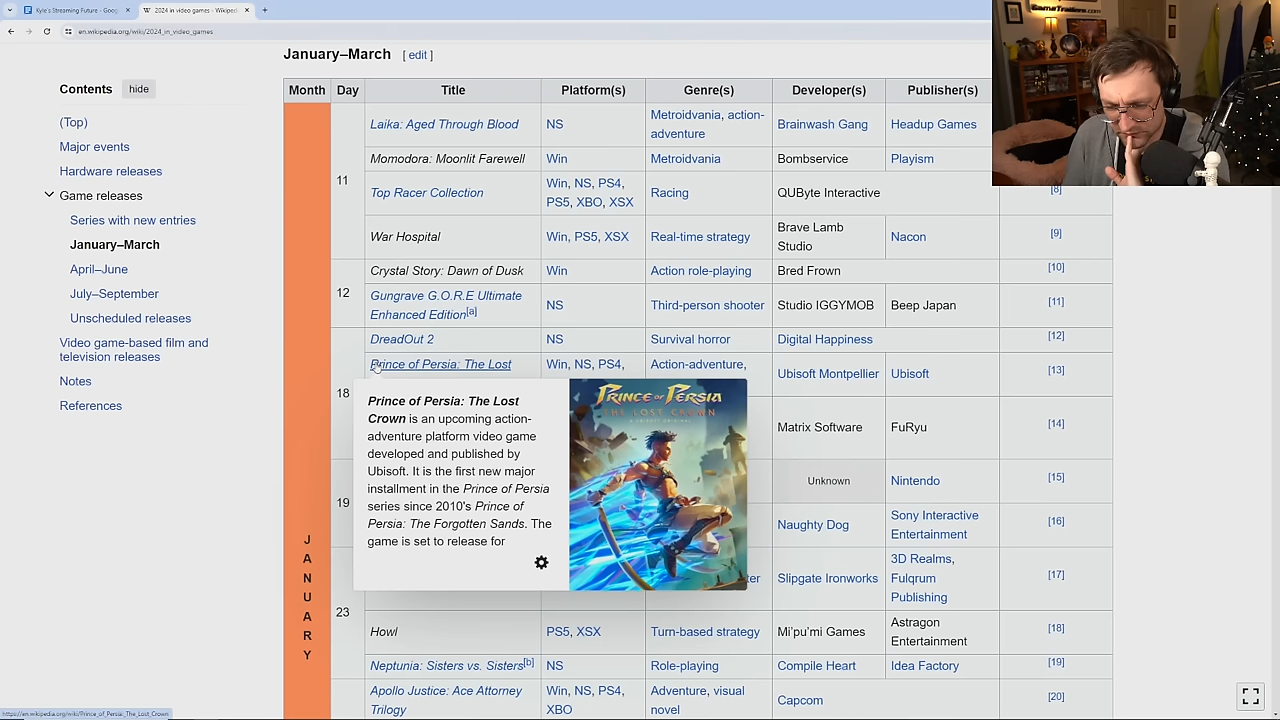 Kyle's Streaming Future - Goog
2024 in video games - Wikiped
en.wikipedia.org/wiki/2024_in_video_games
GameTrailers.com
January–March [ edit ]
Contents hide
(Top)
Major events
Hardware releases
Game releases
Series with new entries
January–March
April–June
July–September
Unscheduled releases
Video game-based film and
television releases
Notes
References
Month Day Title Platform(s) Genre(s) Developer(s) Publisher(s)
JANUARY
11
Laika: Aged Through Blood NS Metroidvania, action-
adventure Brainwash Gang Headup Games
Momodora: Moonlit Farewell Win Metroidvania Bombservice Playism
Top Racer Collection Win, NS, PS4,
PS5, XBO, XSX Racing QUByte Interactive [8]
War Hospital Win, PS5, XSX Real-time strategy Brave Lamb
Studio Nacon [9]
12
Crystal Story: Dawn of Dusk Win Action role-playing Bred Frown [10]
Gungrave G.O.R.E Ultimate
Enhanced Edition[a] NS Third-person shooter Studio IGGYMOB Beep Japan [11]
18
DreadOut 2 NS Survival horror Digital Happiness [12]
Prince of Persia: The Lost Win, NS, PS4, Action-adventure, Ubisoft Montpellier Ubisoft [13]
Matrix Software FuRyu [14]
19
Unknown Nintendo [15]
Naughty Dog Sony Interactive
Entertainment [16]
23
ter Slipgate Ironworks 3D Realms,
Fulqrum
Publishing [17]
Howl PS5, XSX Turn-based strategy Mi'pu'mi Games Astragon
Entertainment [18]
Neptunia: Sisters vs. Sisters[b] NS Role-playing Compile Heart Idea Factory [19]
Apollo Justice: Ace Attorney
Trilogy Win, NS, PS4,
XBO Adventure, visual
novel Capcom [20]
Prince of Persia: The Lost
Crown is an upcoming action-
adventure platform video game
developed and published by
Ubisoft. It is the first new major
installment in the Prince of Persia
series since 2010's Prince of
Persia: The Forgotten Sands. The
game is set to release for
PRINCE OF PERSIA
THE LOST CROWN
https://en.wikipedia.org/wiki/Prince_of_Persia:_The_Lost_Crown